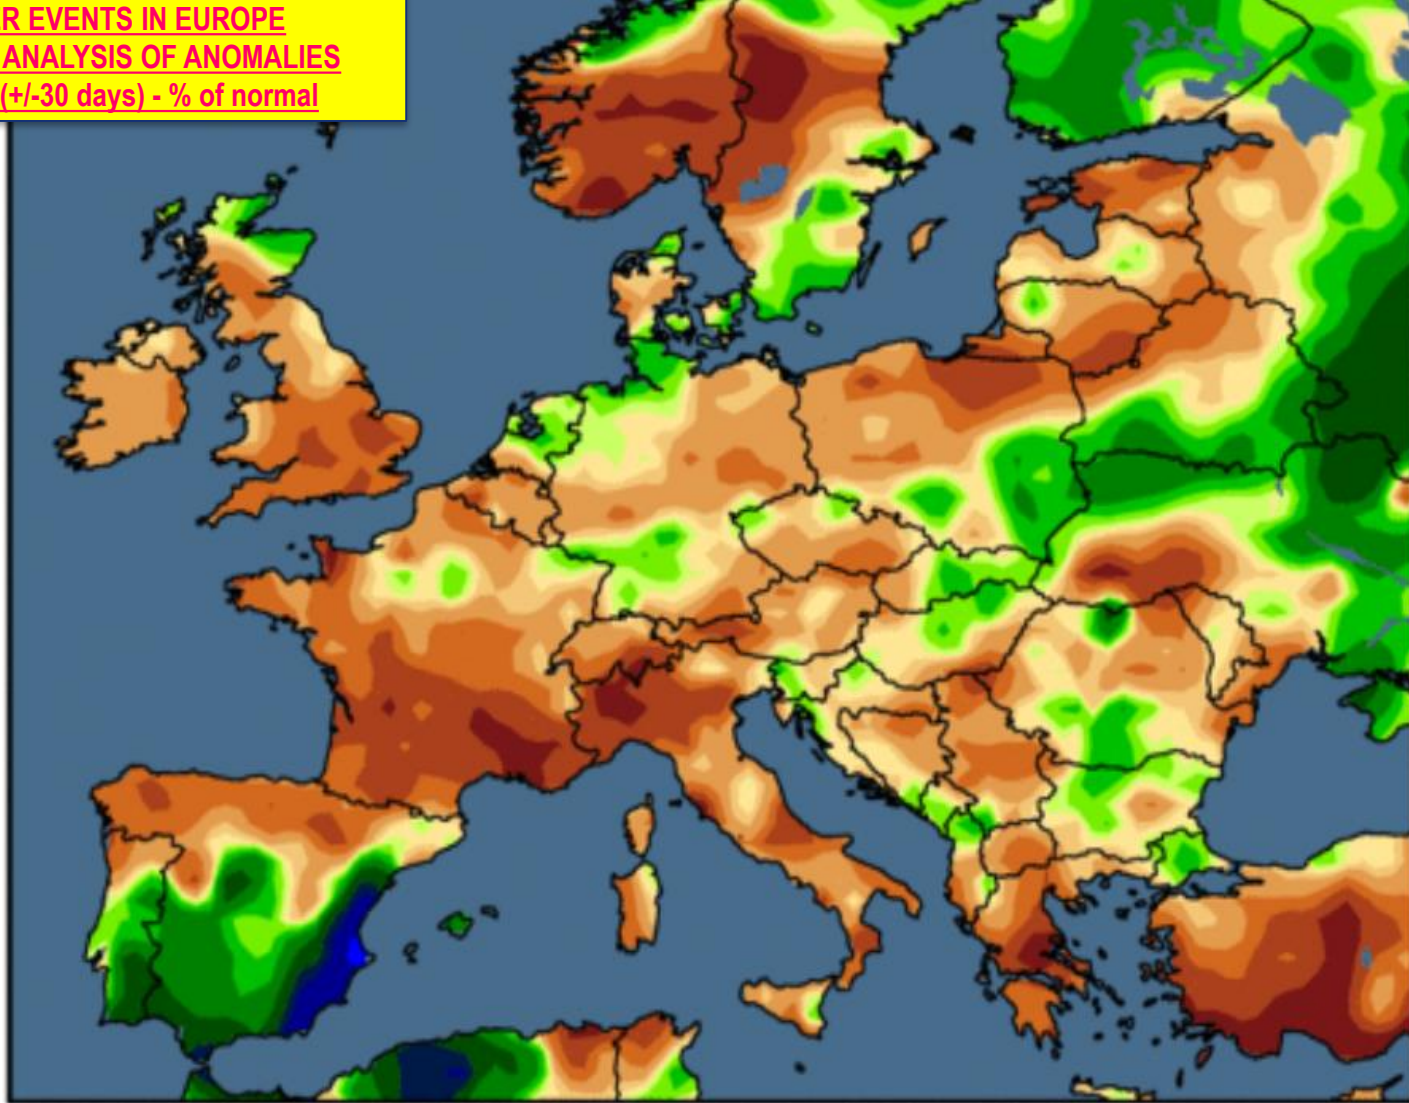 R EVENTS IN EUROPE
ANALYSIS OF ANOMALIES
(+/-30 days) - % of normal